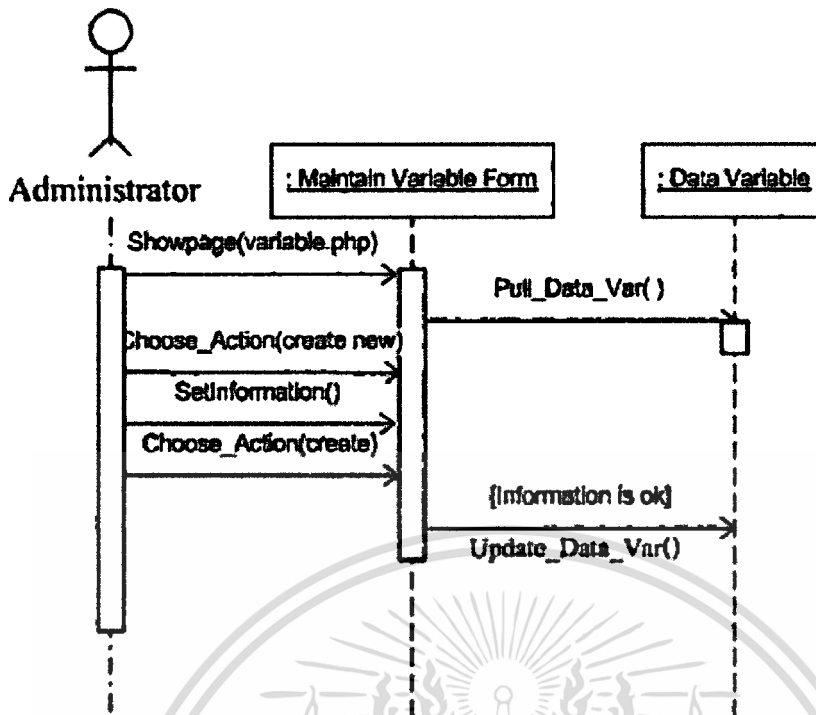 Administrator
: Maintain Variable Form
: Data Variable
Showpage(variable.php)
Pull_Data_Var( )
Choose_Action(create new)
SetInformation()
Choose_Action(create)
[Information is ok]
Update_Data_Var()